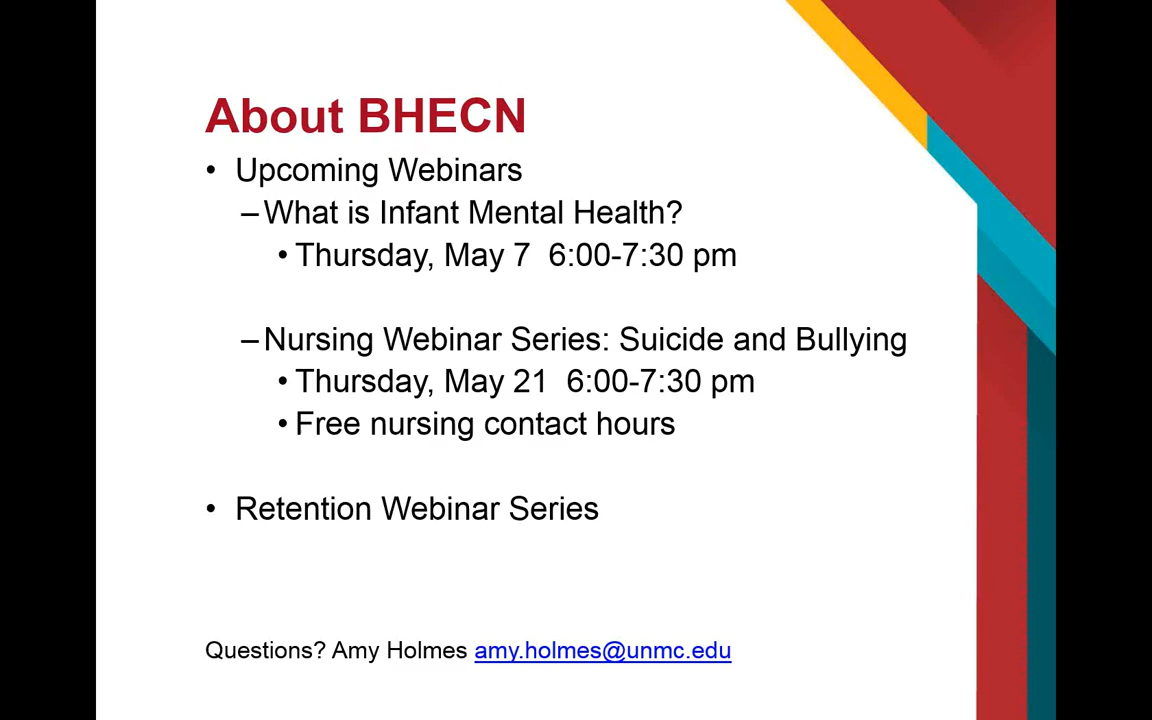 About BHECN
• Upcoming Webinars
–What is Infant Mental Health?
• Thursday, May 7  6:00-7:30 pm
–Nursing Webinar Series: Suicide and Bullying
• Thursday, May 21  6:00-7:30 pm
• Free nursing contact hours
• Retention Webinar Series
Questions? Amy Holmes amy.holmes@unmc.edu